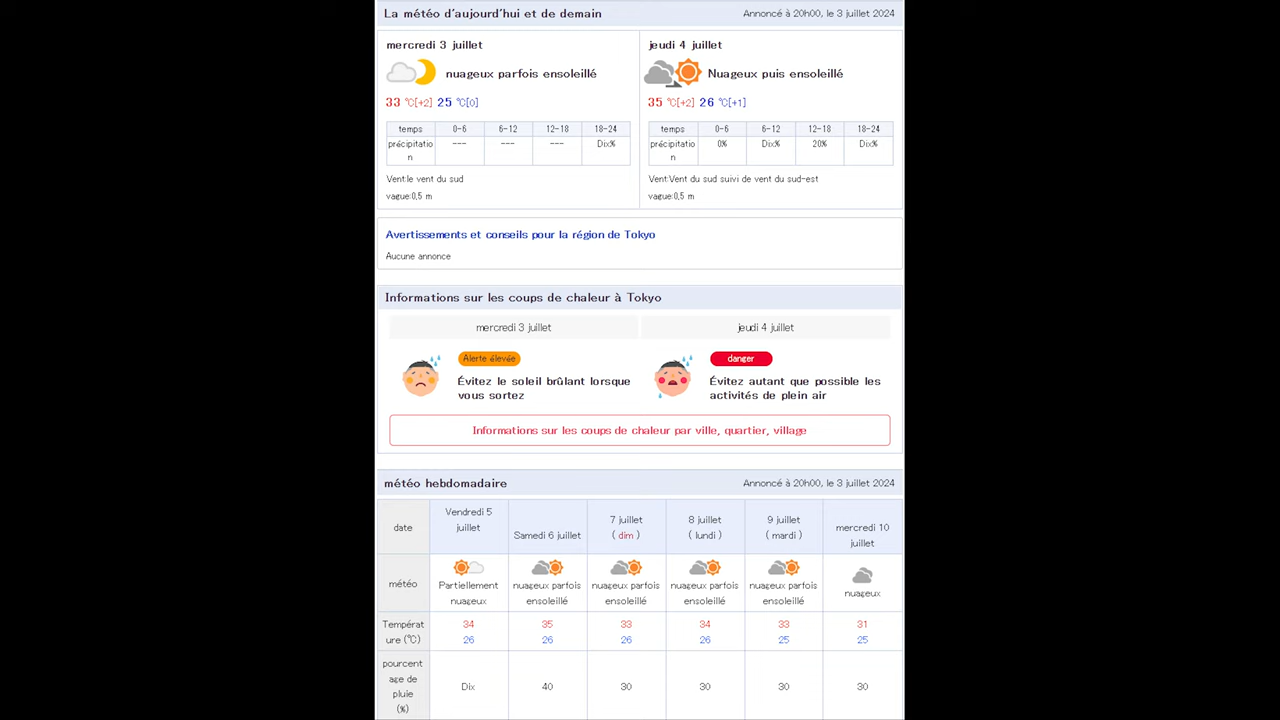 La météo d'aujourd'hui et de demain Annoncé à 20h00, le 3 juillet 2024
mercredi 3 juillet
nuageux parfois ensoleillé
33 ℃[+2] 25 ℃[0]
temps 0-6 6-12 12-18 18-24
précipitatio --- --- --- Dix%
n
Vent:le vent du sud
vague:0,5 m
jeudi 4 juillet
Nuageux puis ensoleillé
35 ℃[+2] 26 ℃[+1]
temps 0-6 6-12 12-18 18-24
précipitatio 0% Dix% 20% Dix%
n
Vent:Vent du sud suivi de vent du sud-est
vague:0,5 m
Avertissements et conseils pour la région de Tokyo
Aucune annonce
Informations sur les coups de chaleur à Tokyo
mercredi 3 juillet
Alerte élevée
Évitez le soleil brûlant lorsque
vous sortez
jeudi 4 juillet
danger
Évitez autant que possible les
activités de plein air
Informations sur les coups de chaleur par ville, quartier, village
météo hebdomadaire Annoncé à 20h00, le 3 juillet 2024
date
Vendredi 5
juillet
Samedi 6 juillet
7 juillet
( dim )
8 juillet
( lundi )
9 juillet
( mardi )
mercredi 10
juillet
météo
Partiellement
nuageux
nuageux parfois
ensoleillé
nuageux parfois
ensoleillé
nuageux parfois
ensoleillé
nuageux parfois
ensoleillé
nuageux
Températ 34 35 33 34 33 31
ure (℃) 26 26 26 26 25 25
pourcent
age de
pluie
(%)
Dix 40 30 30 30 30